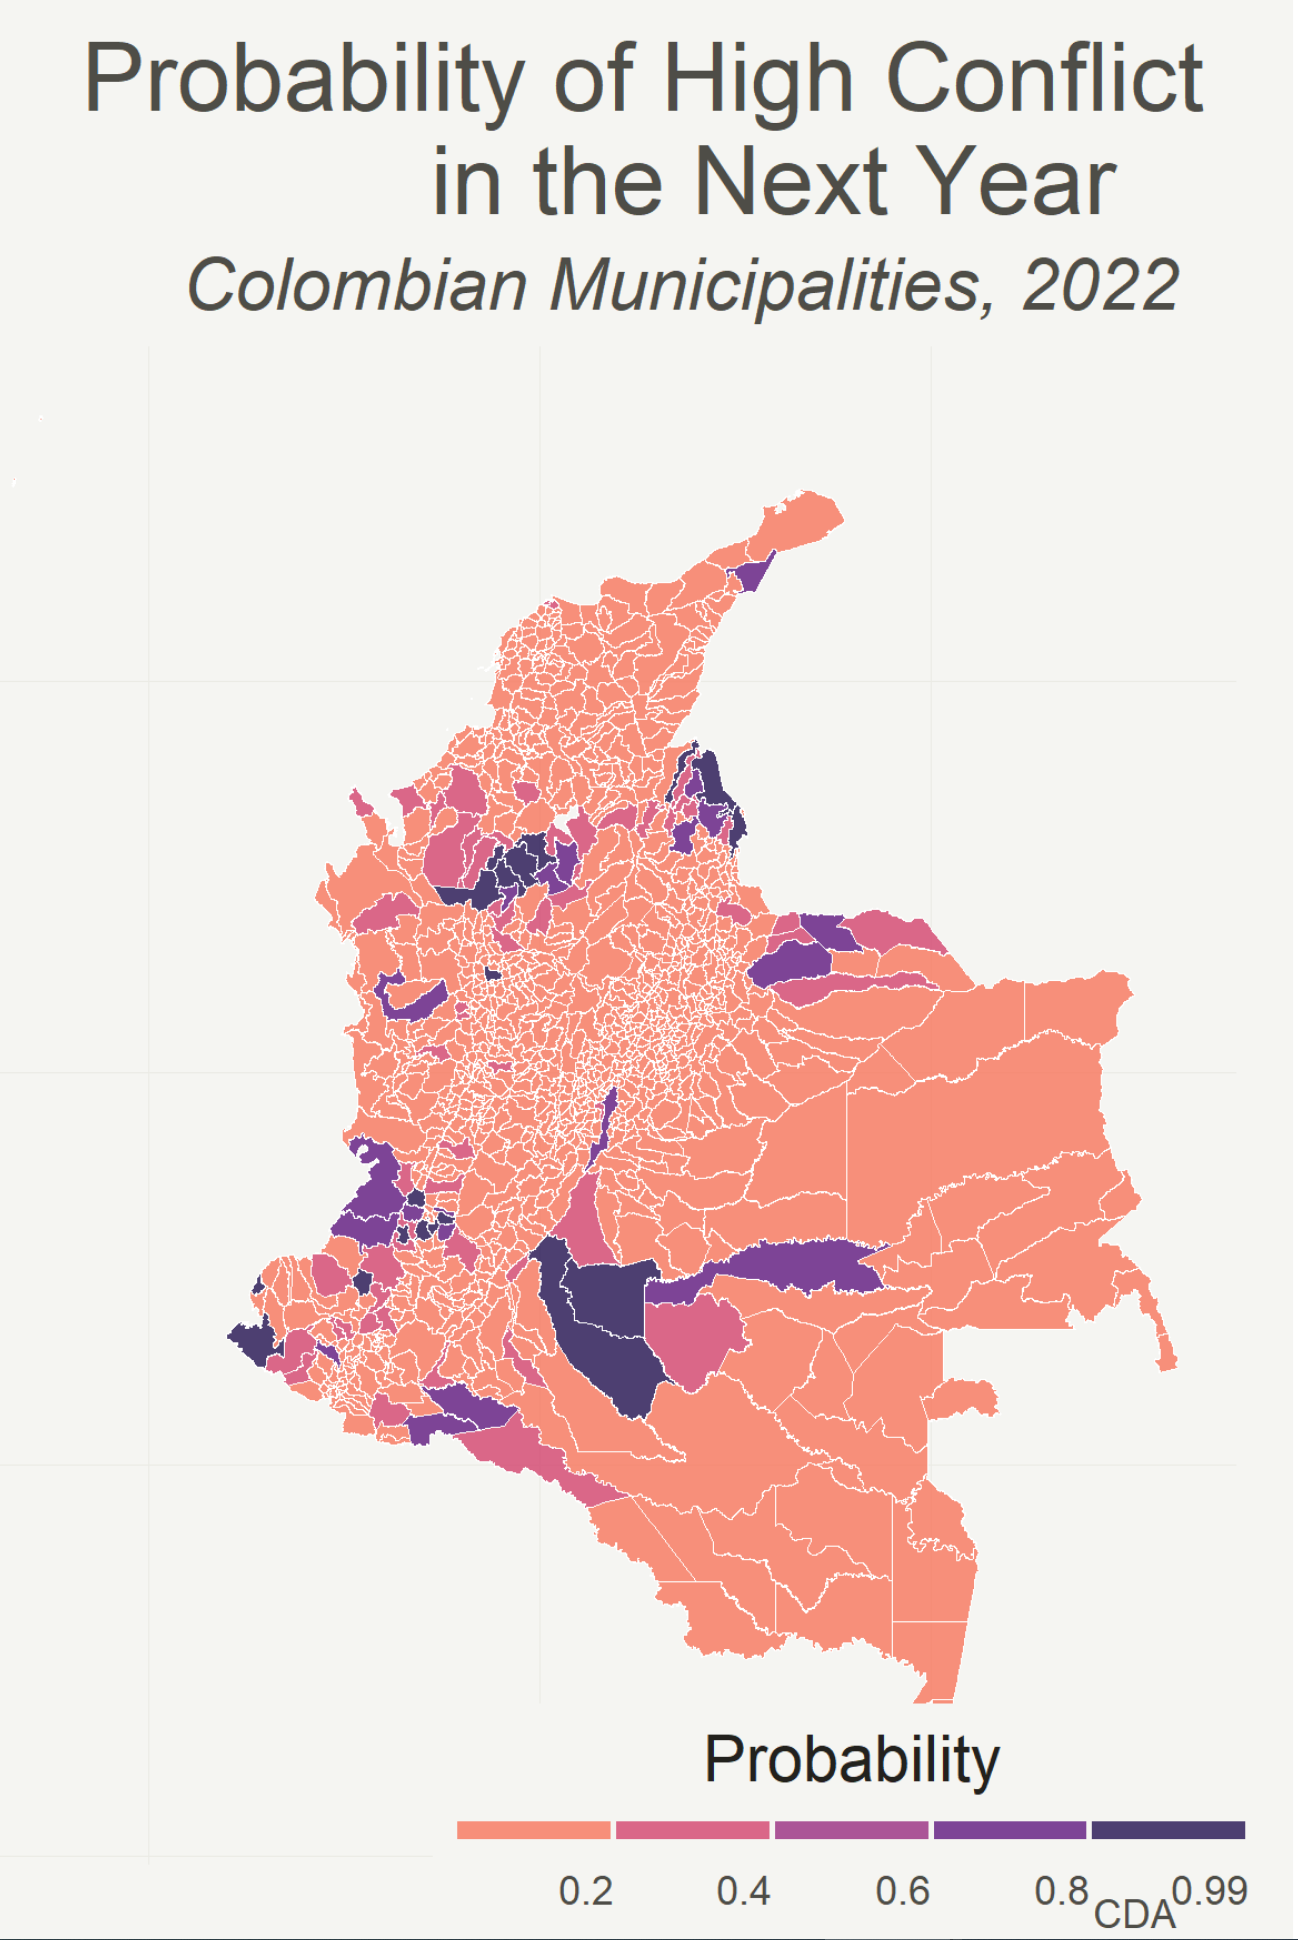 Probability of High Conflict
in the Next Year
Colombian Municipalities, 2022
Probability
0.2 0.4 0.6 0.8 0.99
CDA